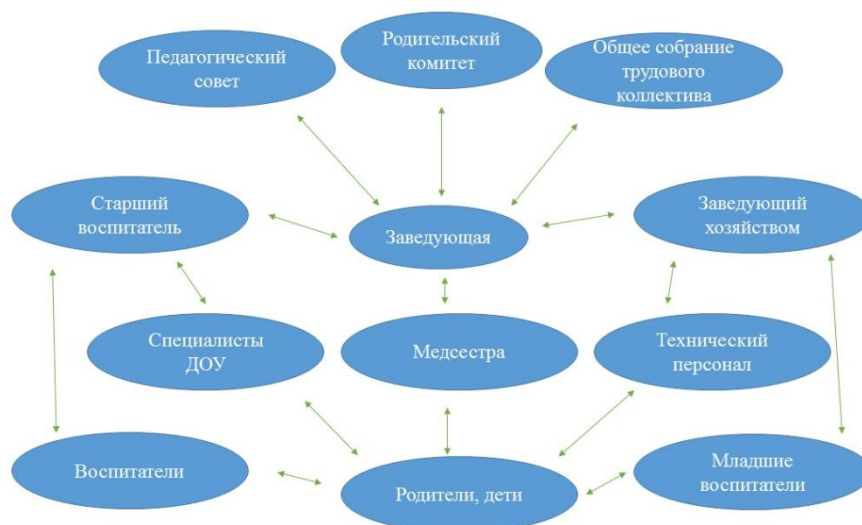 Педагогический
совет
Родительский
комитет
Общее собрание
трудового
коллектива
Старший
воспитатель
Заведующая
Заведующий
хозяйством
Специалисты
ДОУ
Медсестра
Технический
персонал
Воспитатели
Родители, дети
Младшие
воспитатели